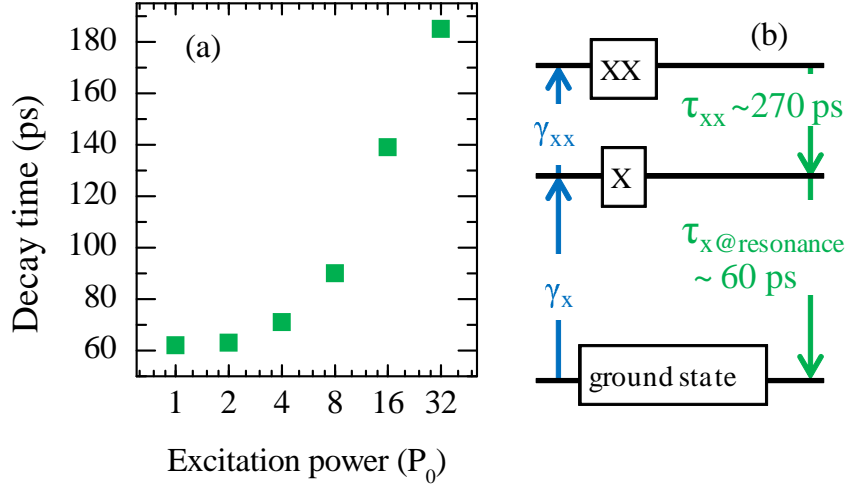 (a)
180
160
140
120
100
80
60
Decay time (ps)
1 2 4 8 16 32
Excitation power (P₀)
(b)
XX
τₓₓ ~270 ps
γₓₓ
X
τₓ@resonance
~ 60 ps
γₓ
ground state